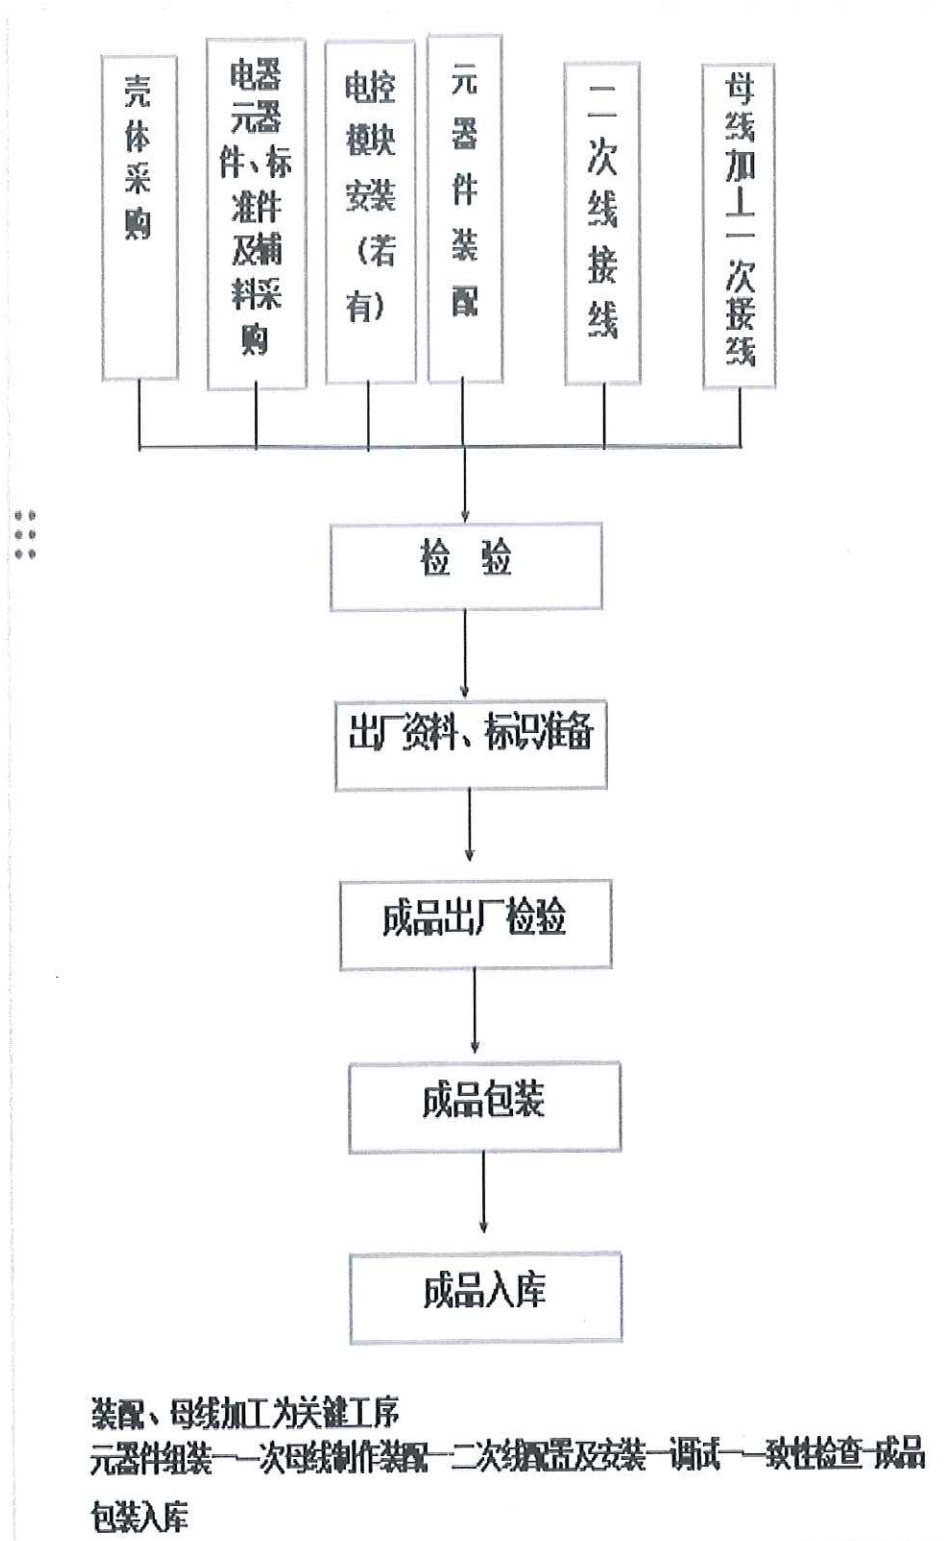 壳体采购
电器
元器
件、标
准件
及辅
料采
购
电控
模块
安装
（若
有）
元器件装配
二次线接线
母线加工一次接线
检 验
出厂资料、标识准备
成品出厂检验
成品包装
成品入库
装配、母线加工为关键工序
元器件组装—一次母线制作装配—二次线配置及安装—调试—一致性检查-成品
包装入库